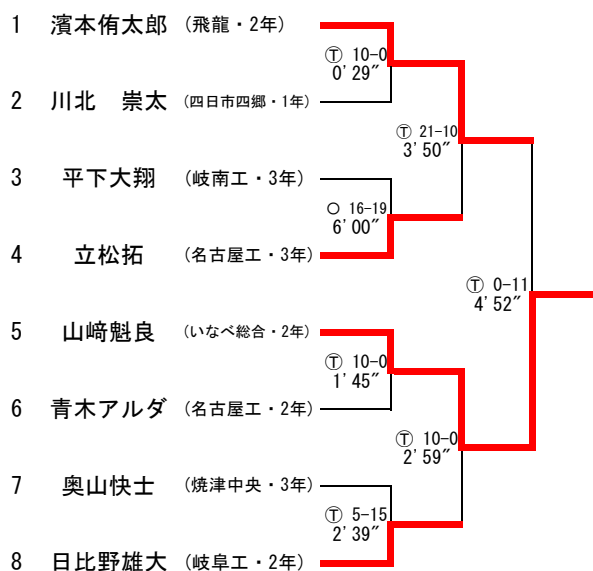 1 濱本侑太郎 (飛龍・2年)
Ⓣ 10-0
0'29″
2 川北 崇太 (四日市四郷・1年)
Ⓣ 21-10
3'50″
3 平下大翔 (岐南工・3年)
○ 16-19
6'00″
4 立松拓 (名古屋工・3年)
Ⓣ 0-11
4'52″
5 山﨑魁良 (いなべ総合・2年)
Ⓣ 10-0
1'45″
6 青木アルダ (名古屋工・2年)
Ⓣ 10-0
2'59″
7 奥山快士 (焼津中央・3年)
Ⓣ 5-15
2'39″
8 日比野雄大 (岐阜工・2年)